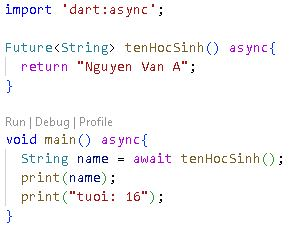 import 'dart:async';
Future<String> tenHocSinh() async{
return "Nguyen Van A";
}
Run | Debug | Profile
void main() async{
String name = await tenHocSinh();
print(name);
print("tuoi: 16");
}